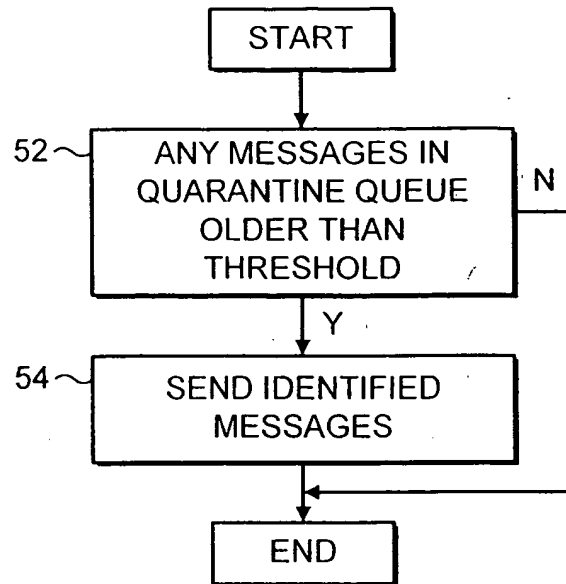 START
52
ANY MESSAGES IN
QUARANTINE QUEUE
OLDER THAN
THRESHOLD
N
Y
54
SEND IDENTIFIED
MESSAGES
END